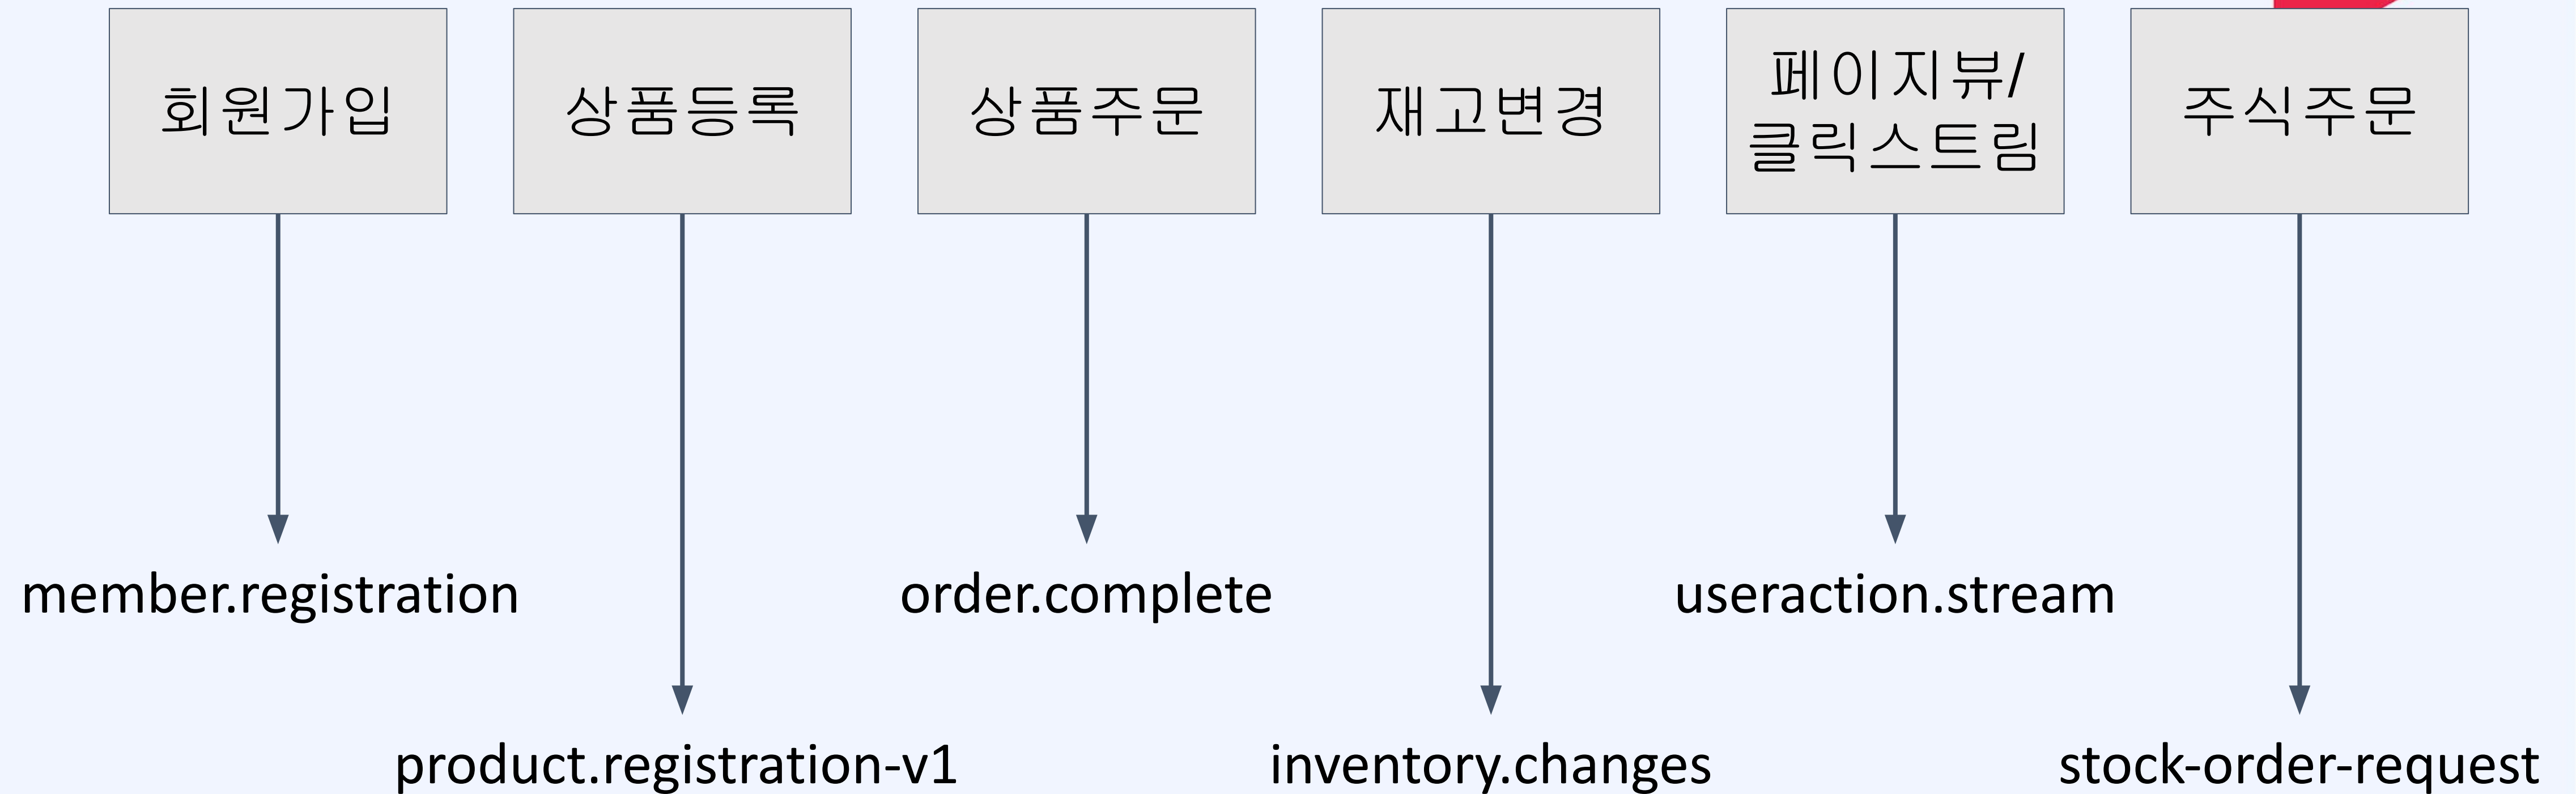 회원가입
상품등록
상품주문
재고변경
페이지뷰/
클릭스트림
주식주문
member.registration
order.complete
useraction.stream
product.registration-v1
inventory.changes
stock-order-request